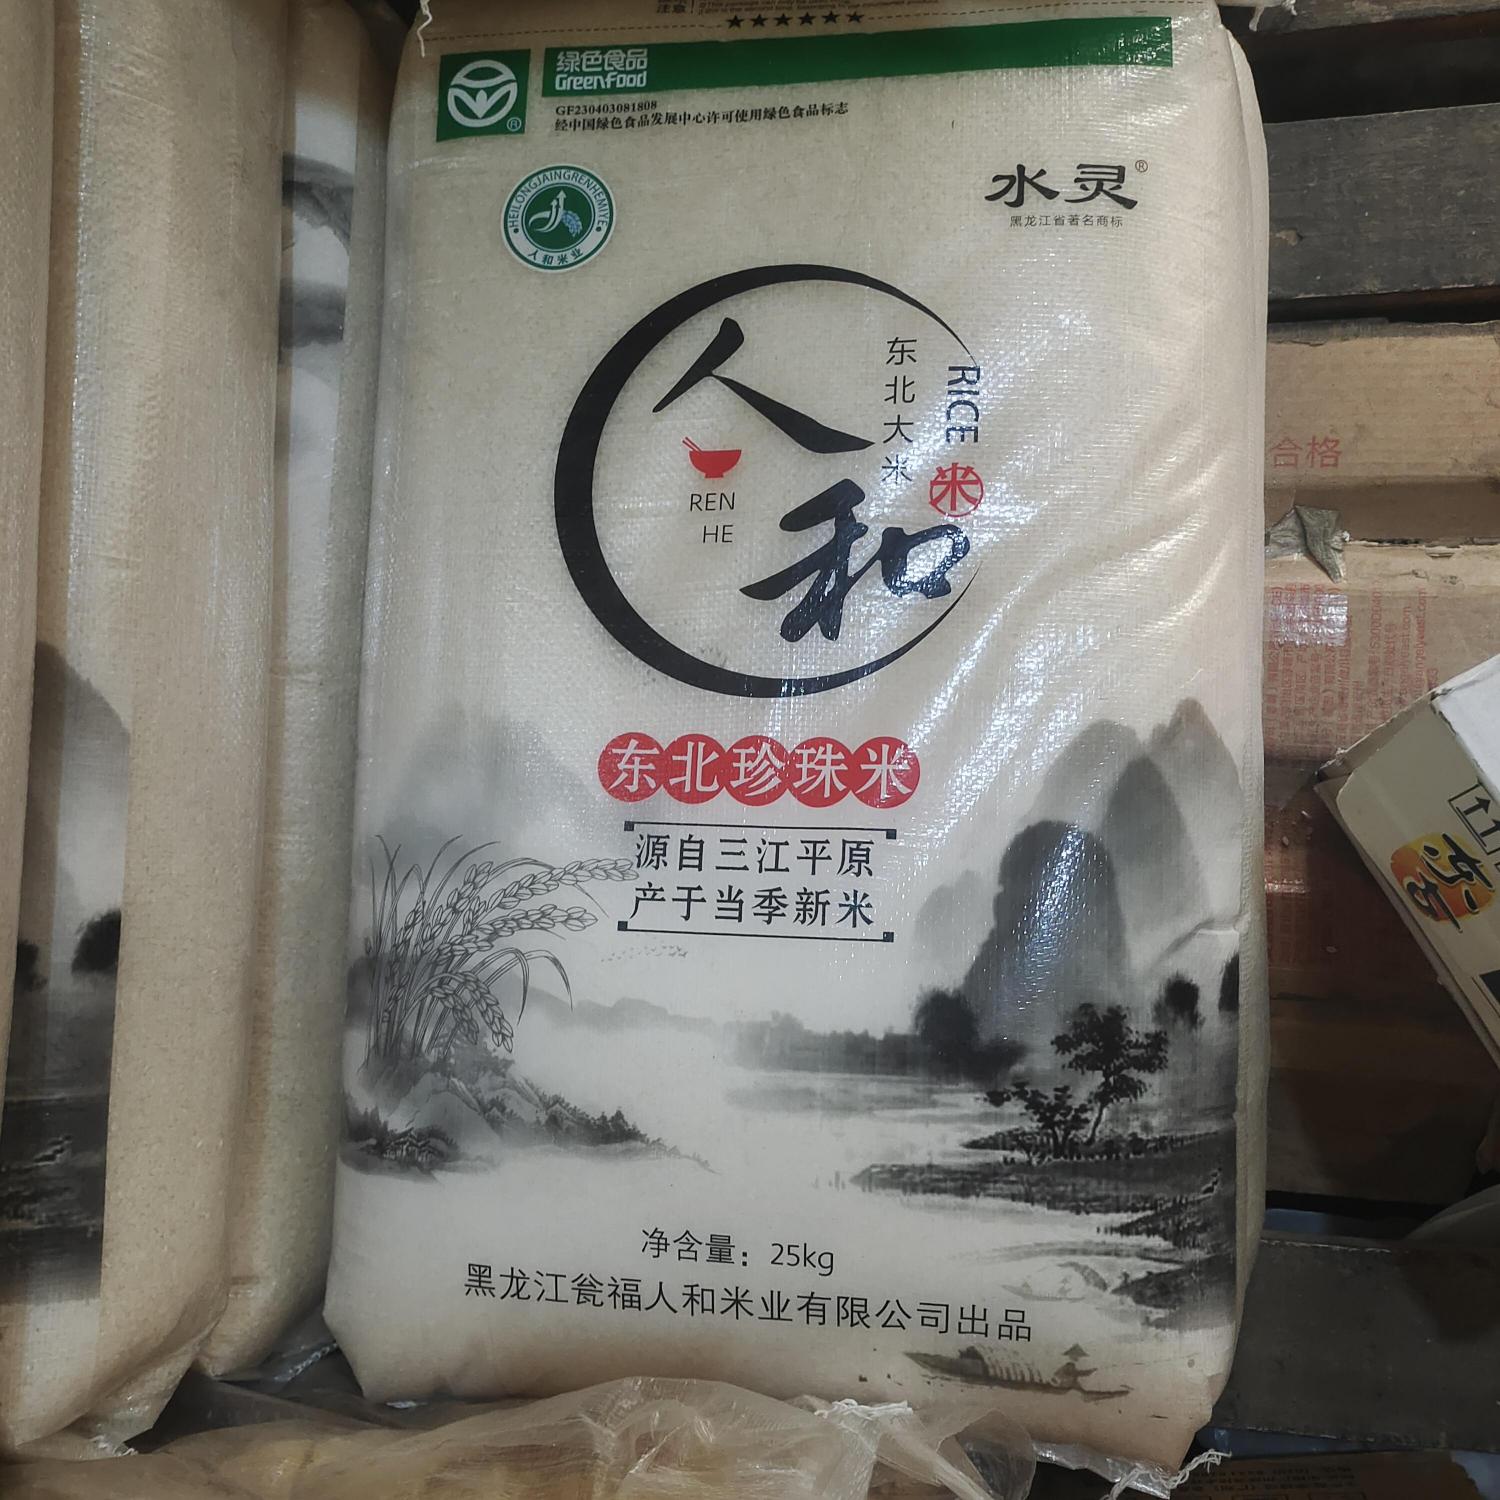 注意
★★★★★★
绿色食品
GreenFood
GF230403081808
经中国绿色食品发展中心许可使用绿色食品标志
HEILONGJAINGRENHEMIYE
人和米业
水灵®
黑龙江省著名商标
人和
REN
HE
东北大米
RICE
米
东北珍珠米
源自三江平原
产于当季新米
净含量：25kg
黑龙江瓮福人和米业有限公司出品
合格